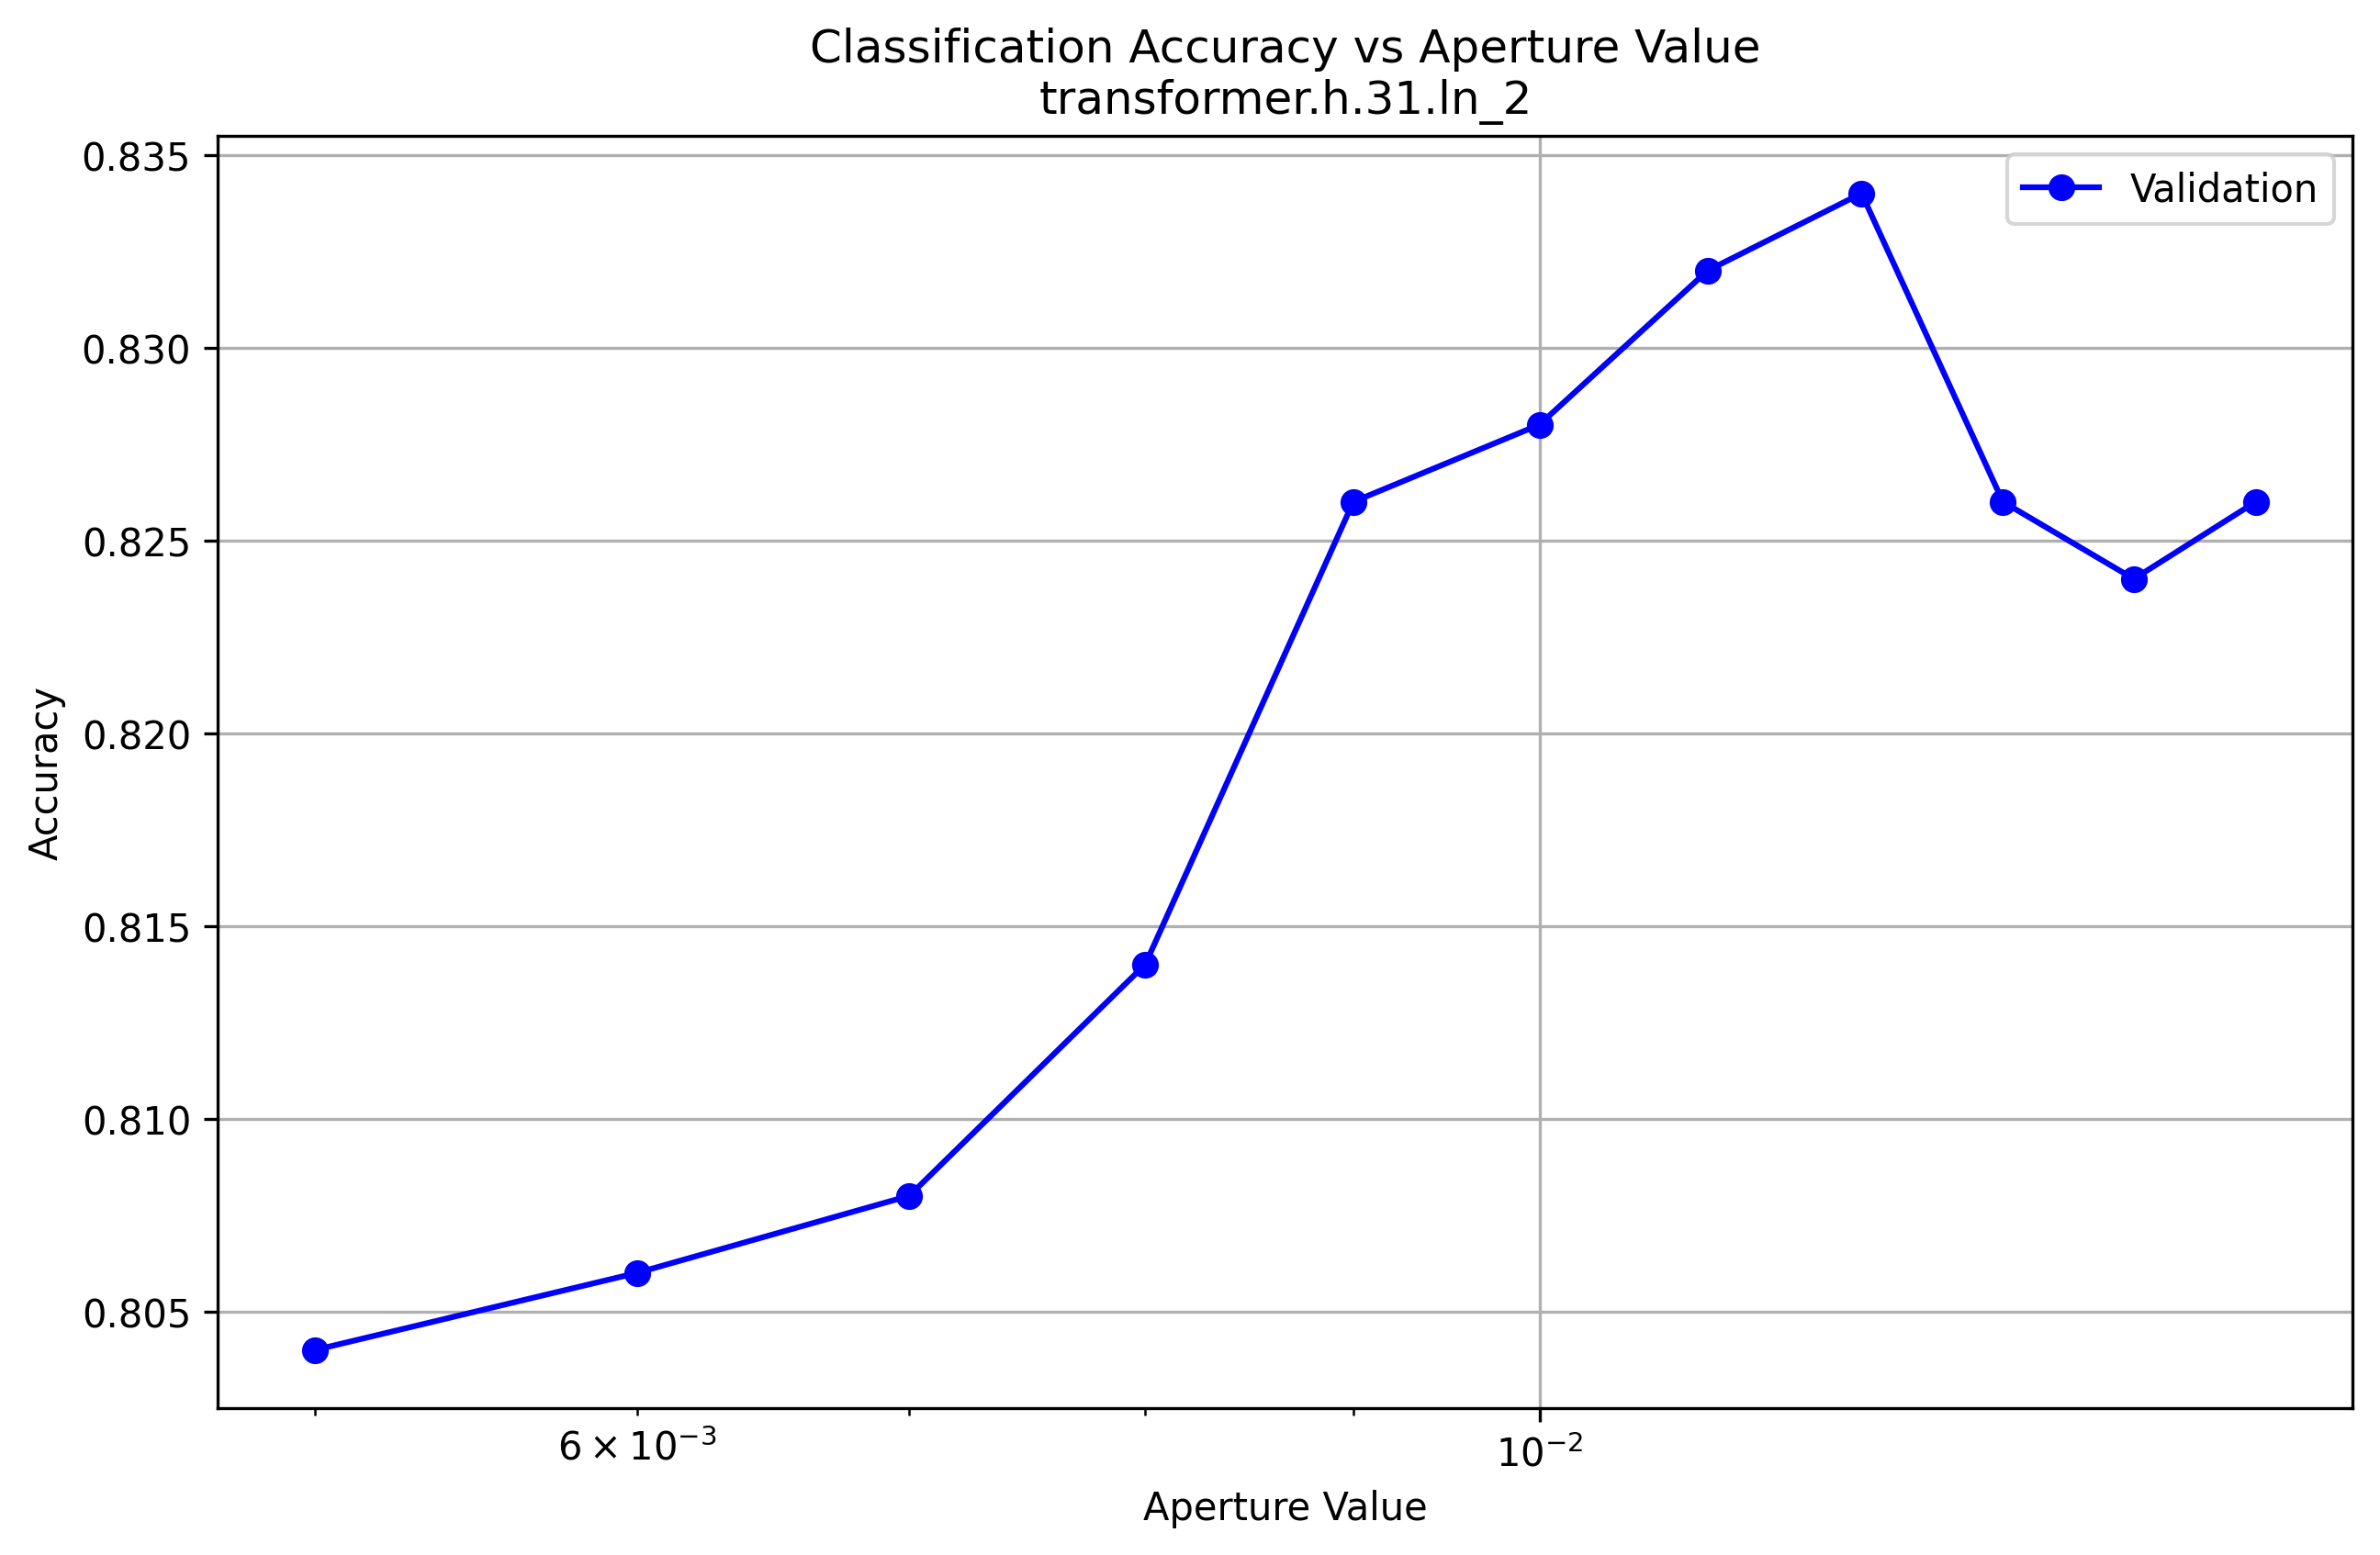 Classification Accuracy vs Aperture Value
transformer.h.31.ln_2
0.835
0.830
0.825
0.820
0.815
0.810
0.805
Accuracy
Validation
6 × 10⁻³
10⁻²
Aperture Value